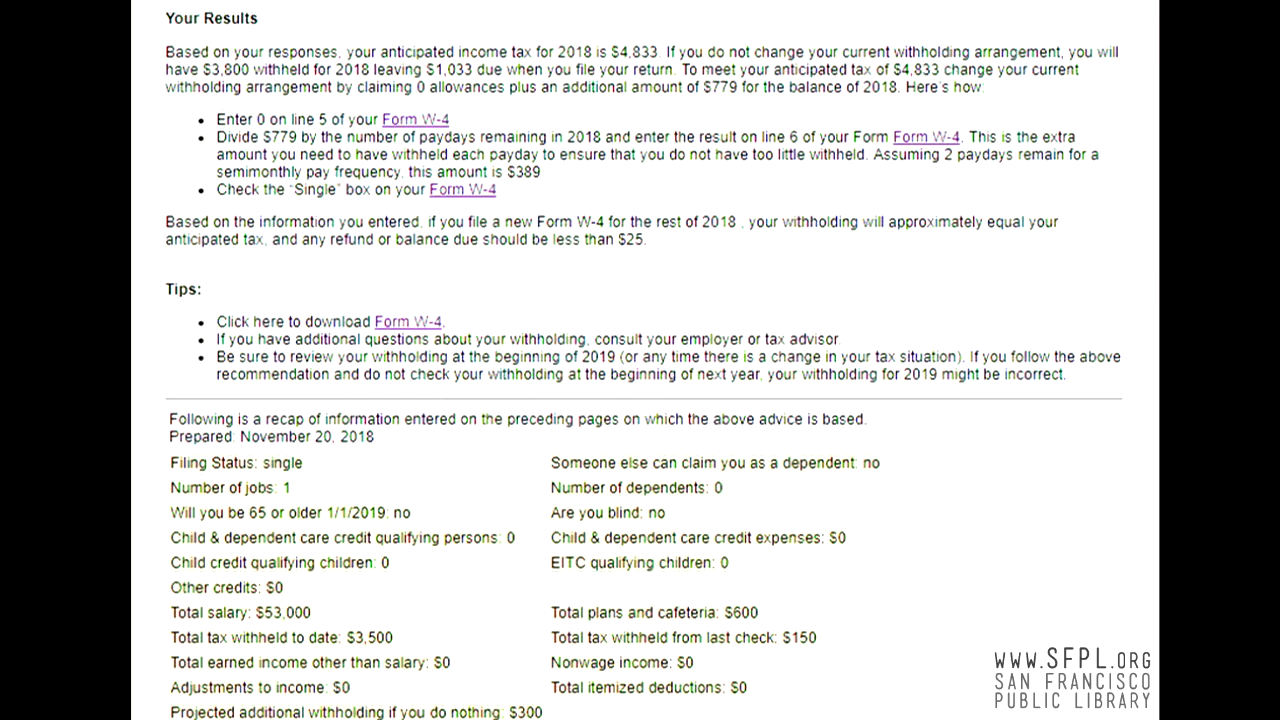 Your Results
Based on your responses, your anticipated income tax for 2018 is $4,833. If you do not change your current withholding arrangement, you will
have $3,800 withheld for 2018 leaving $1,033 due when you file your return. To meet your anticipated tax of $4,833 change your current
withholding arrangement by claiming 0 allowances plus an additional amount of $779 for the balance of 2018. Here's how:
• Enter 0 on line 5 of your Form W-4
• Divide $779 by the number of paydays remaining in 2018 and enter the result on line 6 of your Form Form W-4. This is the extra
amount you need to have withheld each payday to ensure that you do not have too little withheld. Assuming 2 paydays remain for a
semimonthly pay frequency, this amount is $389
• Check the "Single" box on your Form W-4
Based on the information you entered, if you file a new Form W-4 for the rest of 2018 , your withholding will approximately equal your
anticipated tax, and any refund or balance due should be less than $25.
Tips:
• Click here to download Form W-4.
• If you have additional questions about your withholding, consult your employer or tax advisor.
• Be sure to review your withholding at the beginning of 2019 (or any time there is a change in your tax situation). If you follow the above
recommendation and do not check your withholding at the beginning of next year, your withholding for 2019 might be incorrect.
Following is a recap of information entered on the preceding pages on which the above advice is based.
Prepared: November 20, 2018
Filing Status: single
Someone else can claim you as a dependent: no
Number of jobs: 1
Number of dependents: 0
Will you be 65 or older 1/1/2019: no
Are you blind: no
Child & dependent care credit qualifying persons: 0
Child & dependent care credit expenses: $0
Child credit qualifying children: 0
EITC qualifying children: 0
Other credits: $0
Total salary: $53,000
Total plans and cafeteria: $600
Total tax withheld to date: $3,500
Total tax withheld from last check: $150
Total earned income other than salary: $0
Nonwage income: $0
Adjustments to income: $0
Total itemized deductions: $0
Projected additional withholding if you do nothing: $300
WWW.SFPL.ORG
SAN FRANCISCO
PUBLIC LIBRARY